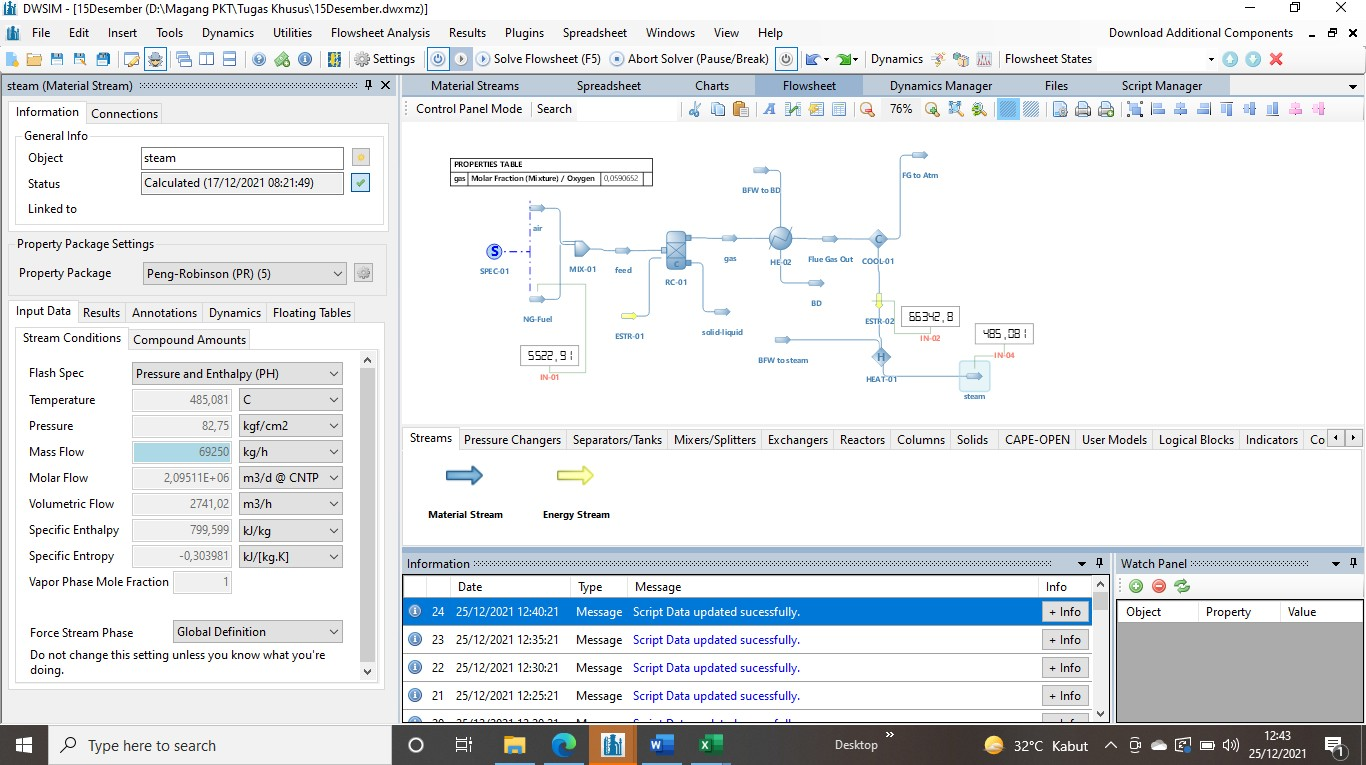 DWSIM - [15Desember (D:\Magang PKT\Tugas Khusus\15Desember.dwxmz)]
File Edit Insert Tools Dynamics Utilities Flowsheet Analysis Results Plugins Spreadsheet Windows View Help Download Additional Components
Settings Solve Flowsheet (F5) Abort Solver (Pause/Break) Dynamics Flowsheet States
steam (Material Stream)
Information Connections
General Info
Object steam
Status Calculated (17/12/2021 08:21:49)
Linked to
Property Package Settings
Property Package Peng-Robinson (PR) (5)
Input Data Results Annotations Dynamics Floating Tables
Stream Conditions Compound Amounts
Flash Spec Pressure and Enthalpy (PH)
Temperature 485,081 C
Pressure 82,75 kgf/cm2
Mass Flow 69250 kg/h
Molar Flow 2,09511E+06 m3/d @ CNTP
Volumetric Flow 2741,02 m3/h
Specific Enthalpy 799,599 kJ/kg
Specific Entropy -0,303981 kJ/[kg.K]
Vapor Phase Mole Fraction 1
Force Stream Phase Global Definition
Do not change this setting unless you know what you're
doing.
Material Streams Spreadsheet Charts Flowsheet Dynamics Manager Files Script Manager
Control Panel Mode Search A 76%
PROPERTIES TABLE
gas Molar Fraction (Mixture) / Oxygen 0,0590652
BFW to BD
FG to Atm
air
S
SPEC-01
MIX-01
feed
C
RC-01
gas
HE-02
Flue Gas Out
C
COOL-01
NG-Fuel
ESTR-01
solid-liquid
BD
ESTR-02
66342,8
IN-02
485,081
IN-04
5522,91
IN-01
BFW to steam
H
HEAT-01
steam
Streams Pressure Changers Separators/Tanks Mixers/Splitters Exchangers Reactors Columns Solids CAPE-OPEN User Models Logical Blocks Indicators Co
Material Stream Energy Stream
Information
Date Type Message Info
24 25/12/2021 12:40:21 Message Script Data updated sucessfully. + Info
23 25/12/2021 12:35:21 Message Script Data updated sucessfully. + Info
22 25/12/2021 12:30:21 Message Script Data updated sucessfully. + Info
21 25/12/2021 12:25:21 Message Script Data updated sucessfully. + Info
Watch Panel
Object Property Value
Type here to search
Desktop
32°C Kabut
12:43
25/12/2021
1